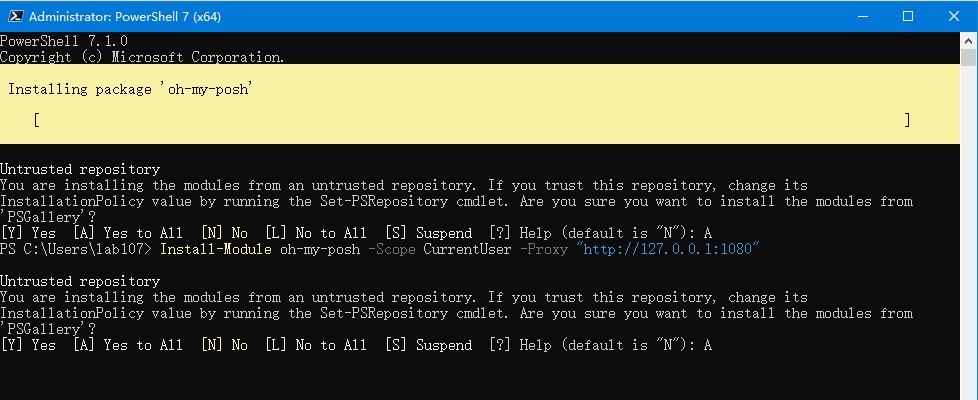 Administrator: PowerShell 7 (x64)
PowerShell 7.1.0
Copyright (c) Microsoft Corporation.
Installing package 'oh-my-posh'
[ ]
Untrusted repository
You are installing the modules from an untrusted repository. If you trust this repository, change its
InstallationPolicy value by running the Set-PSRepository cmdlet. Are you sure you want to install the modules from
'PSGallery'?
[Y] Yes  [A] Yes to All  [N] No  [L] No to All  [S] Suspend  [?] Help (default is "N"): A
PS C:\Users\lab107> Install-Module oh-my-posh -Scope CurrentUser -Proxy "http://127.0.0.1:1080"
Untrusted repository
You are installing the modules from an untrusted repository. If you trust this repository, change its
InstallationPolicy value by running the Set-PSRepository cmdlet. Are you sure you want to install the modules from
'PSGallery'?
[Y] Yes  [A] Yes to All  [N] No  [L] No to All  [S] Suspend  [?] Help (default is "N"): A